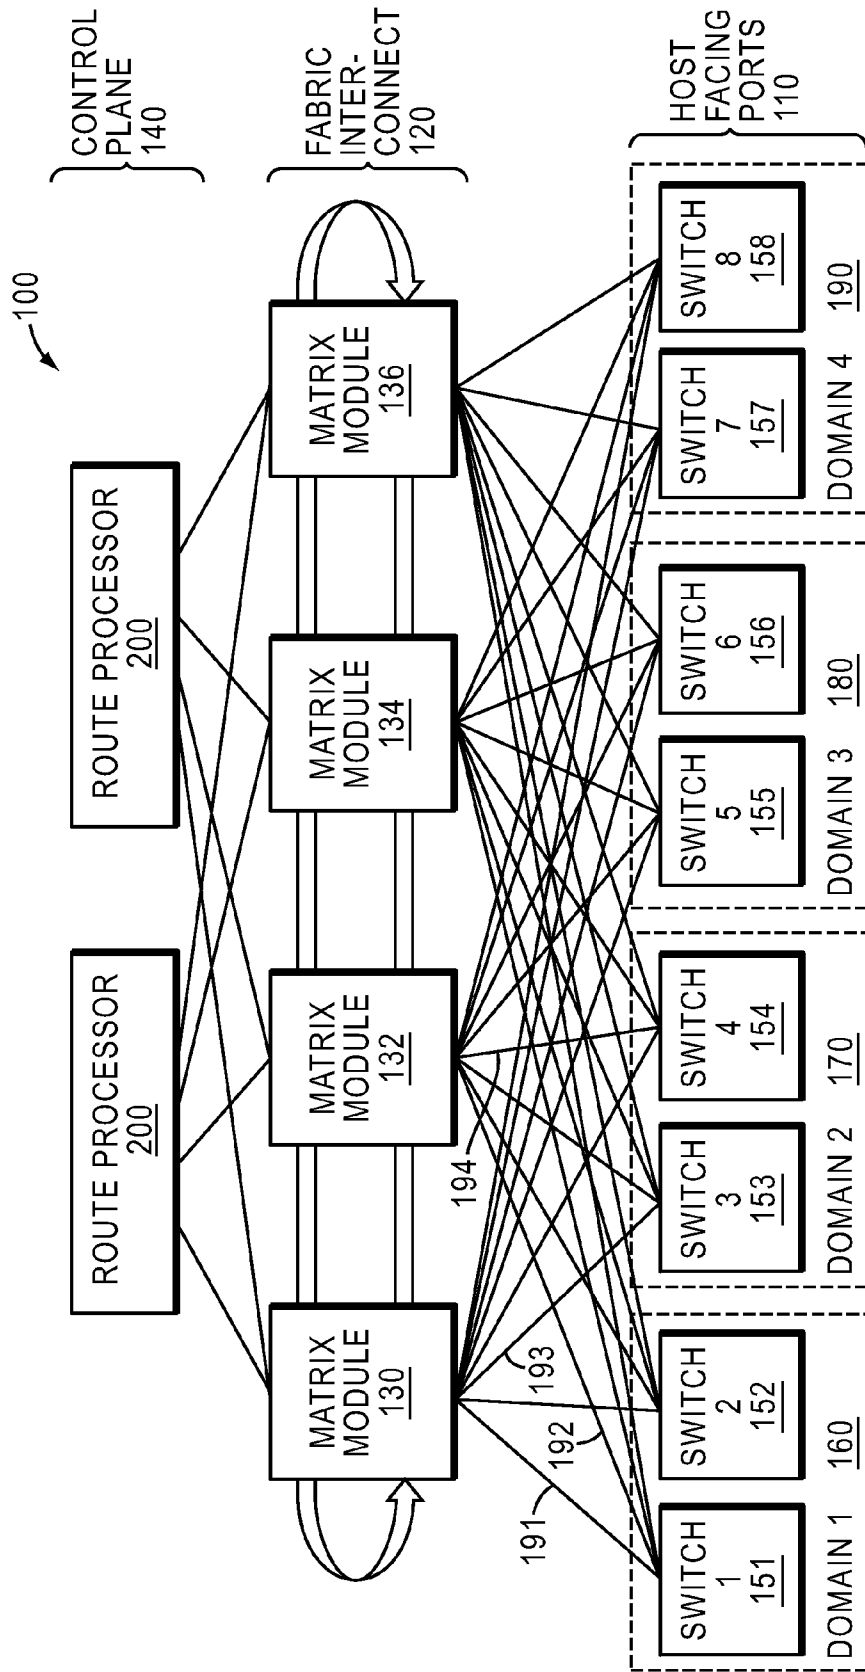 100
CONTROL
PLANE
140
FABRIC
INTER-
CONNECT
120
HOST
FACING
PORTS
110
ROUTE PROCESSOR
200
ROUTE PROCESSOR
200
MATRIX
MODULE
130
MATRIX
MODULE
132
MATRIX
MODULE
134
MATRIX
MODULE
136
191
192
193
194
SWITCH
1
151
SWITCH
2
152
DOMAIN 1
160
SWITCH
3
153
SWITCH
4
154
DOMAIN 2
170
SWITCH
5
155
SWITCH
6
156
DOMAIN 3
180
SWITCH
7
157
SWITCH
8
158
DOMAIN 4
190